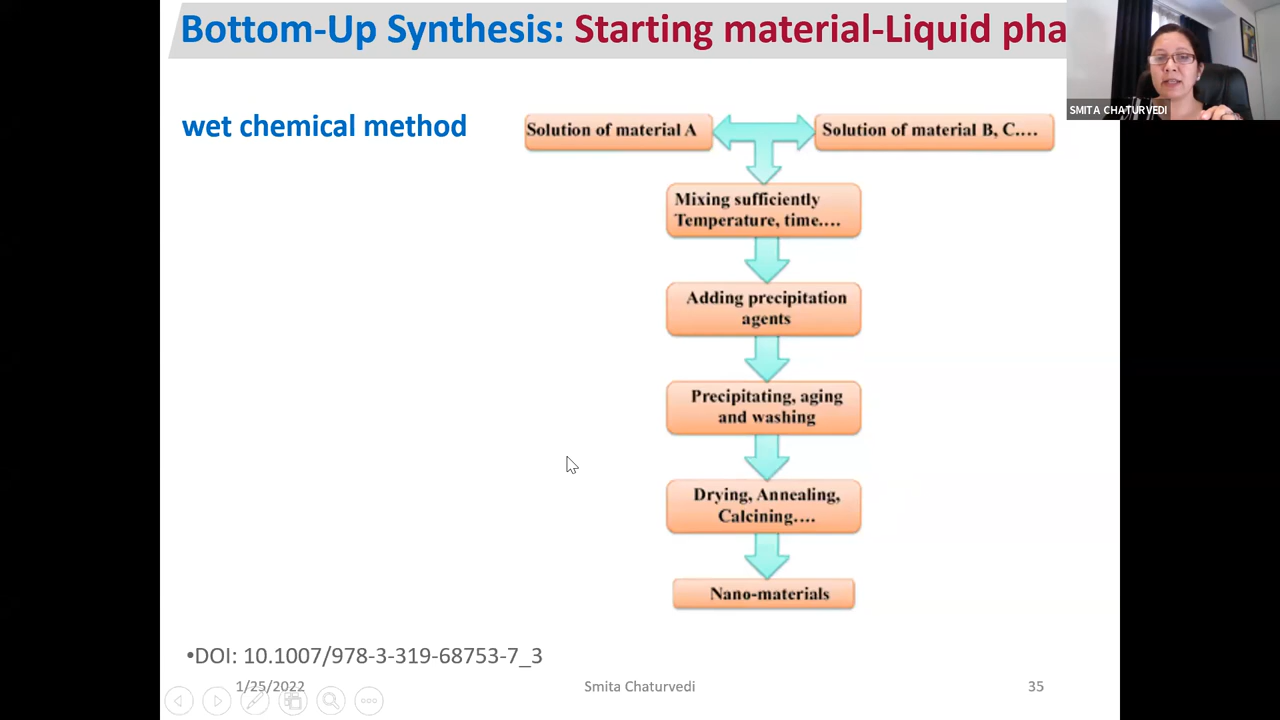 Bottom-Up Synthesis: Starting material-Liquid pha
SMITA CHATURVEDI
wet chemical method
Solution of material A
Solution of material B, C....
Mixing sufficiently
Temperature, time....
Adding precipitation
agents
Precipitating, aging
and washing
Drying, Annealing,
Calcining....
Nano-materials
•DOI: 10.1007/978-3-319-68753-7_3
1/25/2022
Smita Chaturvedi
35